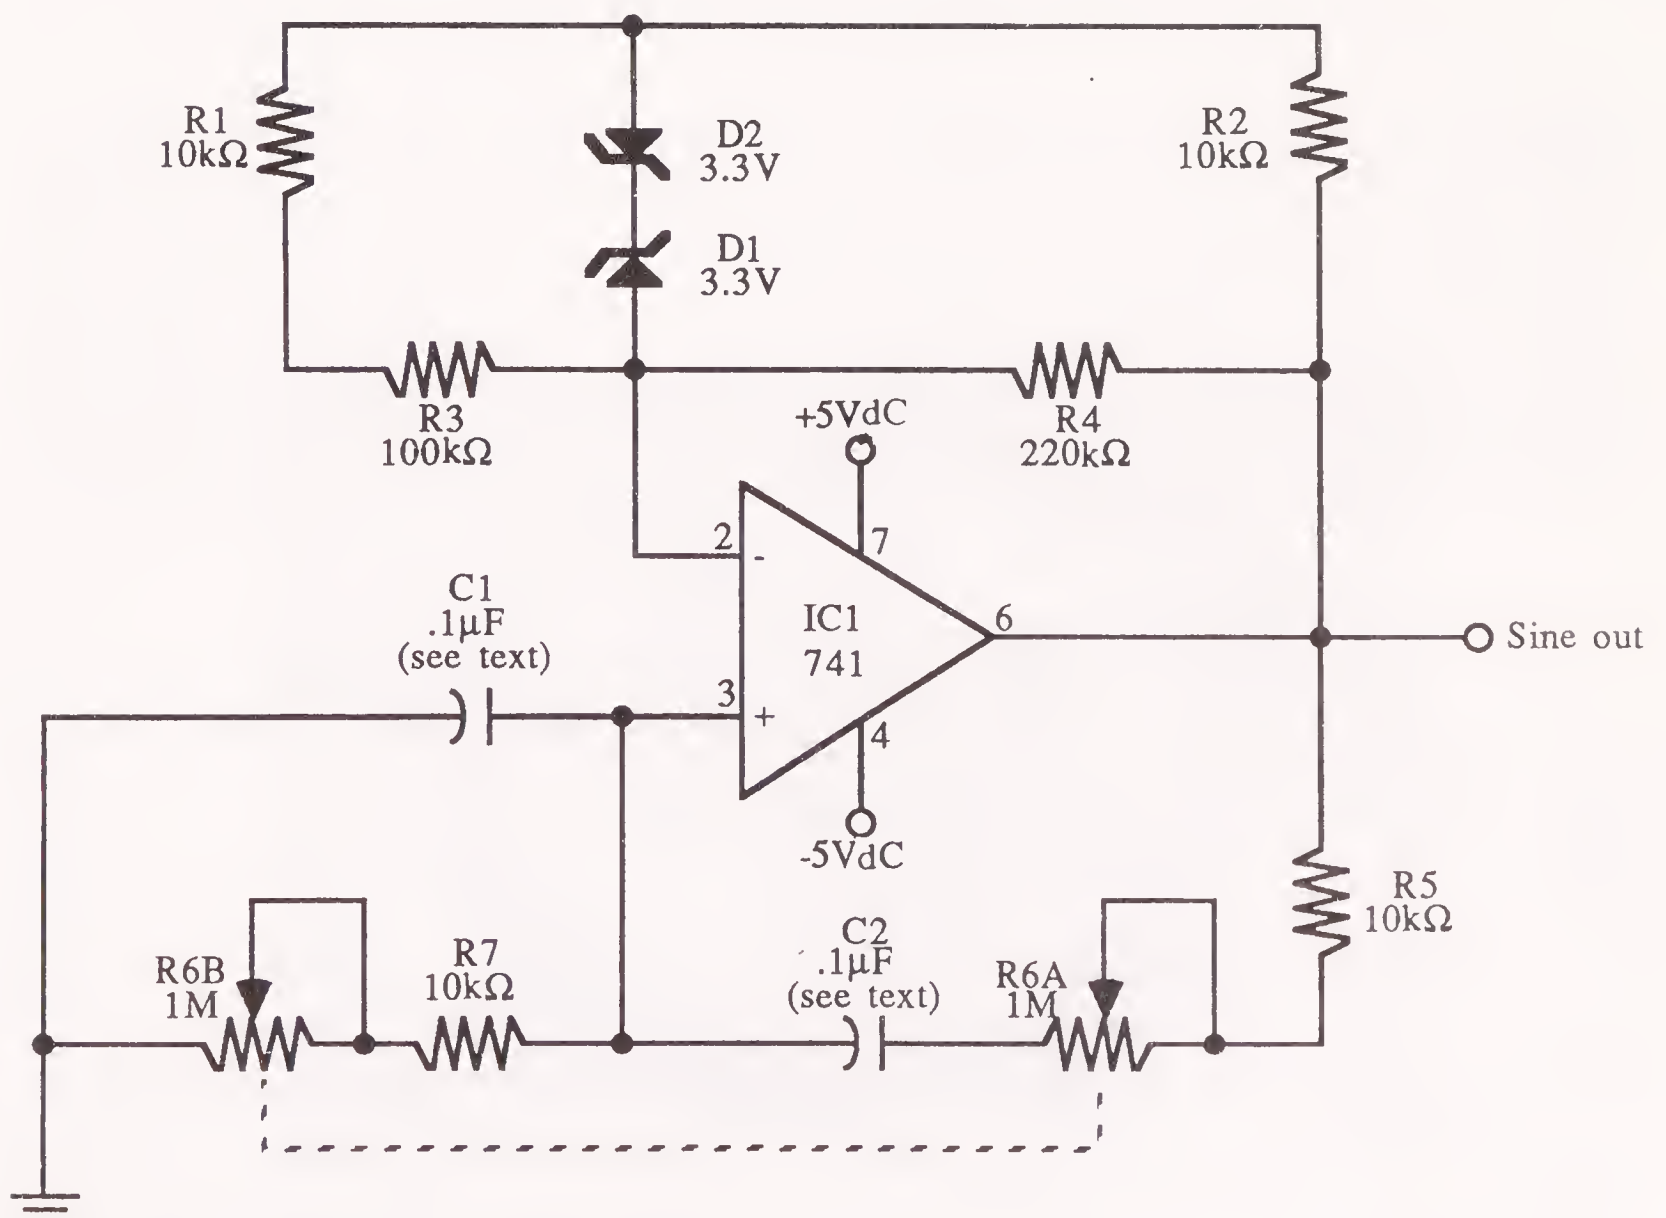 R1
10kΩ
D2
3.3V
R2
10kΩ
D1
3.3V
R3
100kΩ
+5VdC
R4
220kΩ
2
-
7
C1
.1μF
(see text)
IC1
741
6
Sine out
3
+
4
-5VdC
R5
10kΩ
R6B
1M
R7
10kΩ
C2
.1μF
(see text)
R6A
1M